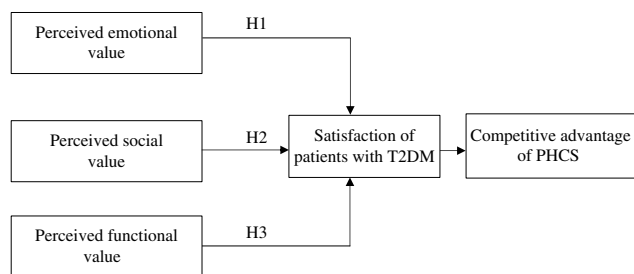 Perceived emotional
value
H1
Perceived social
value
H2
Satisfaction of
patients with T2DM
Competitive advantage
of PHCS
Perceived functional
value
H3